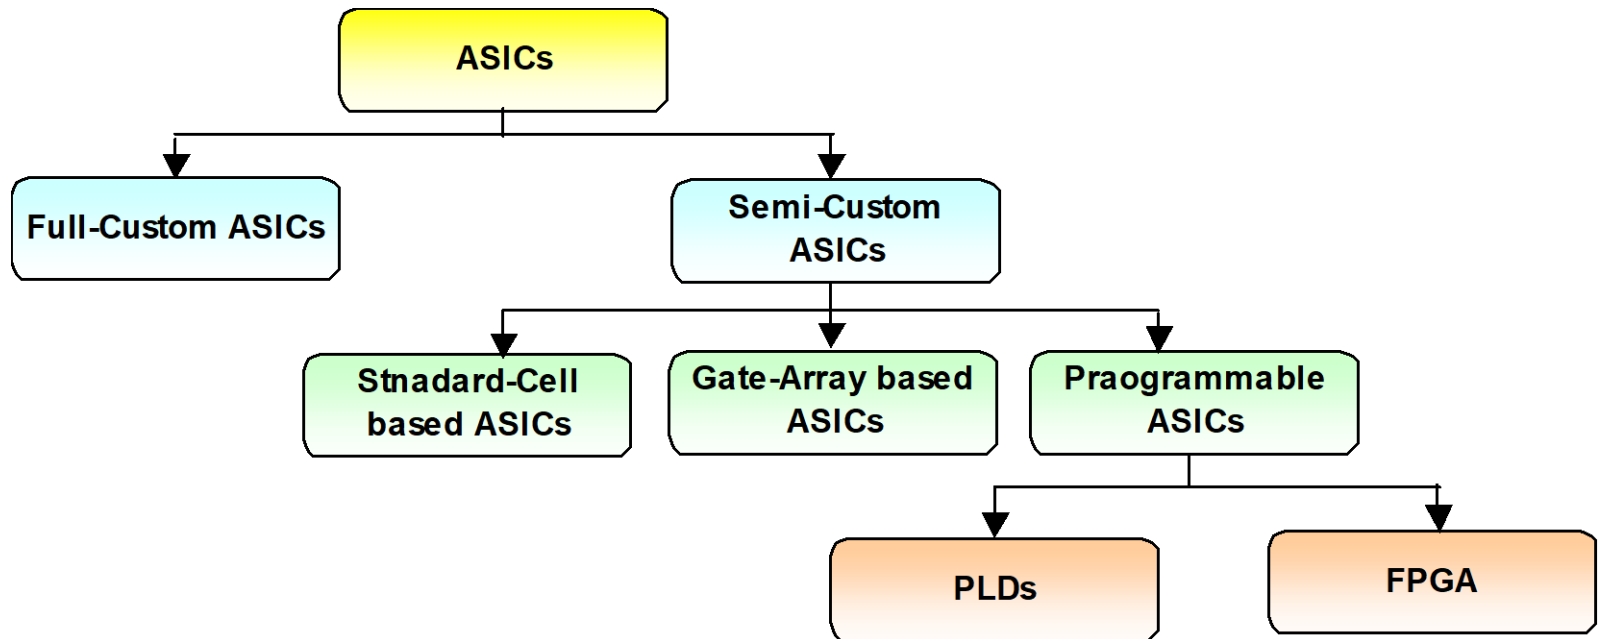 ASICs
Full-Custom ASICs
Semi-Custom
ASICs
Stnadard-Cell
based ASICs
Gate-Array based
ASICs
Praogrammable
ASICs
PLDs
FPGA